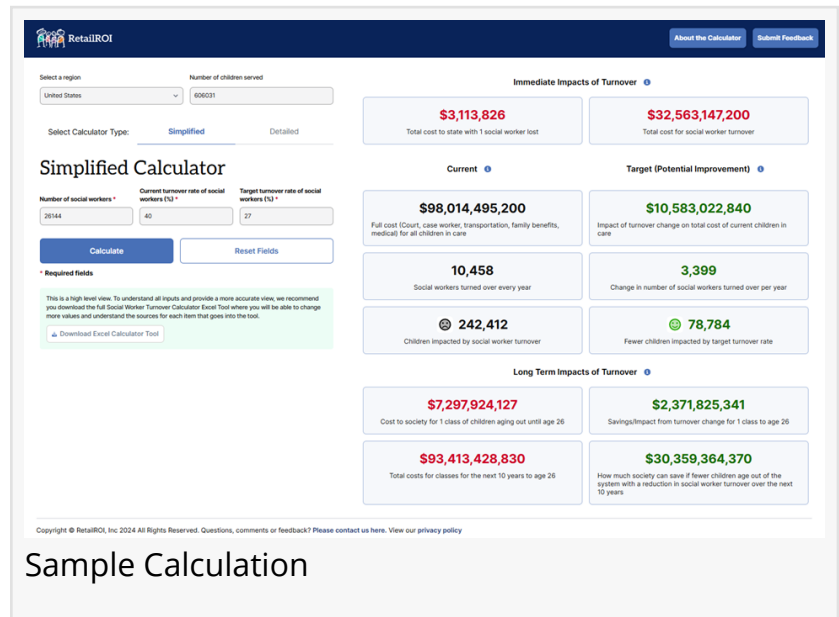 RetailROI
About the Calculator
Submit Feedback
Select a region
Number of children served
United States
606031
Select Calculator Type:
Simplified
Detailed
Simplified Calculator
Number of social workers *
Current turnover rate of social
workers (%) *
Target turnover rate of social
workers (%) *
26144
40
27
Calculate
Reset Fields
* Required fields
This is a high level view. To understand all inputs and provide a more accurate view, we recommend
you download the full Social Worker Turnover Calculator Excel Tool where you will be able to change
more values and understand the sources for each item that goes into the tool.
Download Excel Calculator Tool
Immediate Impacts of Turnover
$3,113,826
Total cost to state with 1 social worker lost
$32,563,147,200
Total cost for social worker turnover
Current
Target (Potential Improvement)
$98,014,495,200
Full cost (Court, case worker, transportation, family benefits,
medical) for all children in care
$10,583,022,840
Impact of turnover change on total cost of current children in
care
10,458
Social workers turned over every year
3,399
Change in number of social workers turned over per year
242,412
Children impacted by social worker turnover
78,784
Fewer children impacted by target turnover rate
Long Term Impacts of Turnover
$7,297,924,127
Cost to society for 1 class of children aging out until age 26
$2,371,825,341
Savings/Impact from turnover change for 1 class to age 26
$93,413,428,830
Total costs for classes for the next 10 years to age 26
$30,359,364,370
How much society can save if fewer children age out of the
system with a reduction in social worker turnover over the next
10 years
Copyright © RetailROI, Inc 2024 All Rights Reserved. Questions, comments or feedback? Please contact us here. View our privacy policy
Sample Calculation